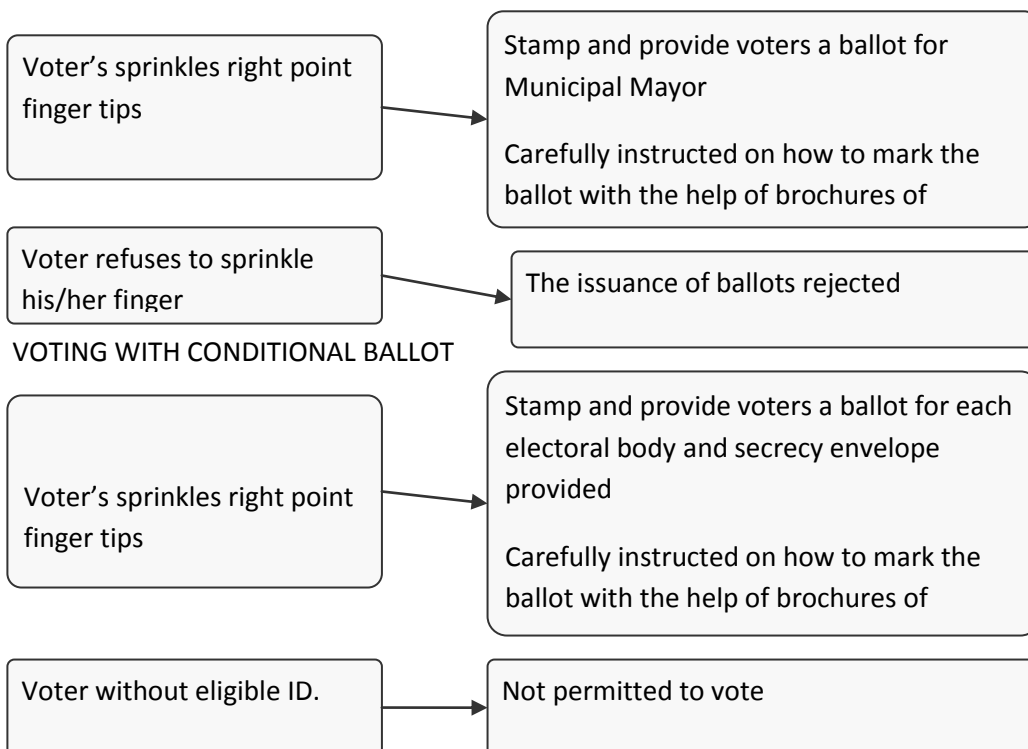 Voter's sprinkles right point
finger tips
Stamp and provide voters a ballot for
Municipal Mayor
Carefully instructed on how to mark the
ballot with the help of brochures of
Voter refuses to sprinkle
his/her finger
The issuance of ballots rejected
VOTING WITH CONDITIONAL BALLOT
Voter's sprinkles right point
finger tips
Stamp and provide voters a ballot for each
electoral body and secrecy envelope
provided
Carefully instructed on how to mark the
ballot with the help of brochures of
Voter without eligible ID.
Not permitted to vote